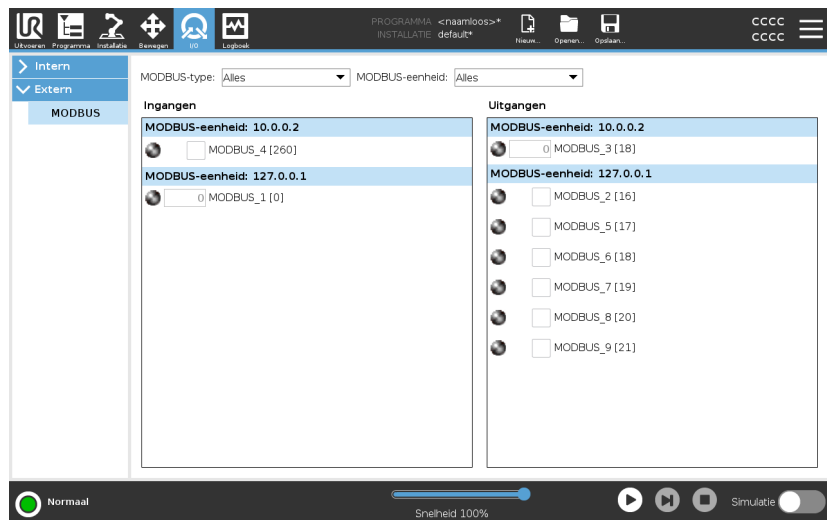 UR
Uitvoeren Programma Installatie Bewegen I/O Logboek
PROGRAMMA <naamloos>*
INSTALLATIE default*
Nieuw... Openen... Opslaan...
CCCC
CCCC
Intern
Extern
MODBUS
MODBUS-type: Alles MODBUS-eenheid: Alles
Ingangen
MODBUS-eenheid: 10.0.0.2
MODBUS_4 [260]
MODBUS-eenheid: 127.0.0.1
0 MODBUS_1 [0]
Uitgangen
MODBUS-eenheid: 10.0.0.2
0 MODBUS_3 [18]
MODBUS-eenheid: 127.0.0.1
MODBUS_2 [16]
MODBUS_5 [17]
MODBUS_6 [18]
MODBUS_7 [19]
MODBUS_8 [20]
MODBUS_9 [21]
Normaal
Snelheid 100%
Simulatie